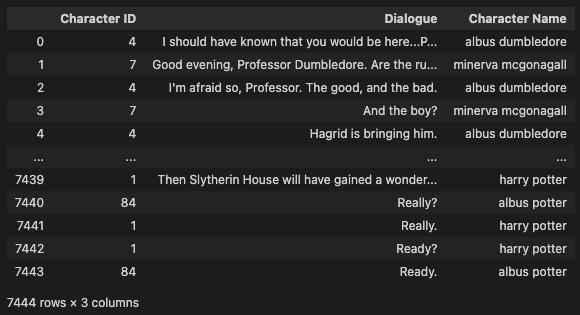 Character ID Dialogue Character Name
0 4 I should have known that you would be here...P... albus dumbledore
1 7 Good evening, Professor Dumbledore. Are the ru... minerva mcgonagall
2 4 I'm afraid so, Professor. The good, and the bad. albus dumbledore
3 7 And the boy? minerva mcgonagall
4 4 Hagrid is bringing him. albus dumbledore
... ... ... ...
7439 1 Then Slytherin House will have gained a wonder... harry potter
7440 84 Really? albus potter
7441 1 Really. harry potter
7442 1 Ready? harry potter
7443 84 Ready. albus potter
7444 rows × 3 columns